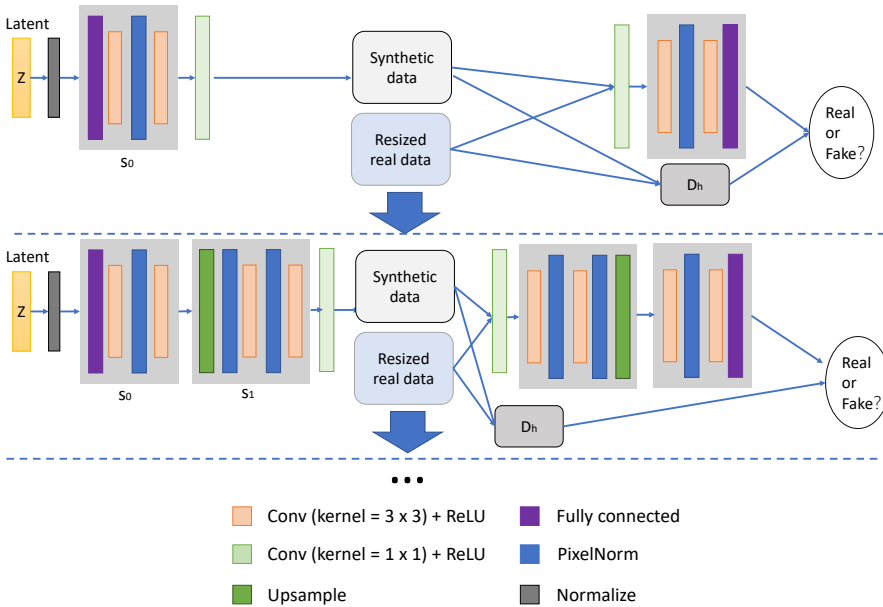 Latent
Z
S0
Synthetic
data
Resized
real data
Dh
Real
or
Fake?
Latent
Z
S0
S1
Synthetic
data
Resized
real data
Dh
Real
or
Fake?
...
Conv (kernel = 3 x 3) + ReLU
Fully connected
Conv (kernel = 1 x 1) + ReLU
PixelNorm
Upsample
Normalize